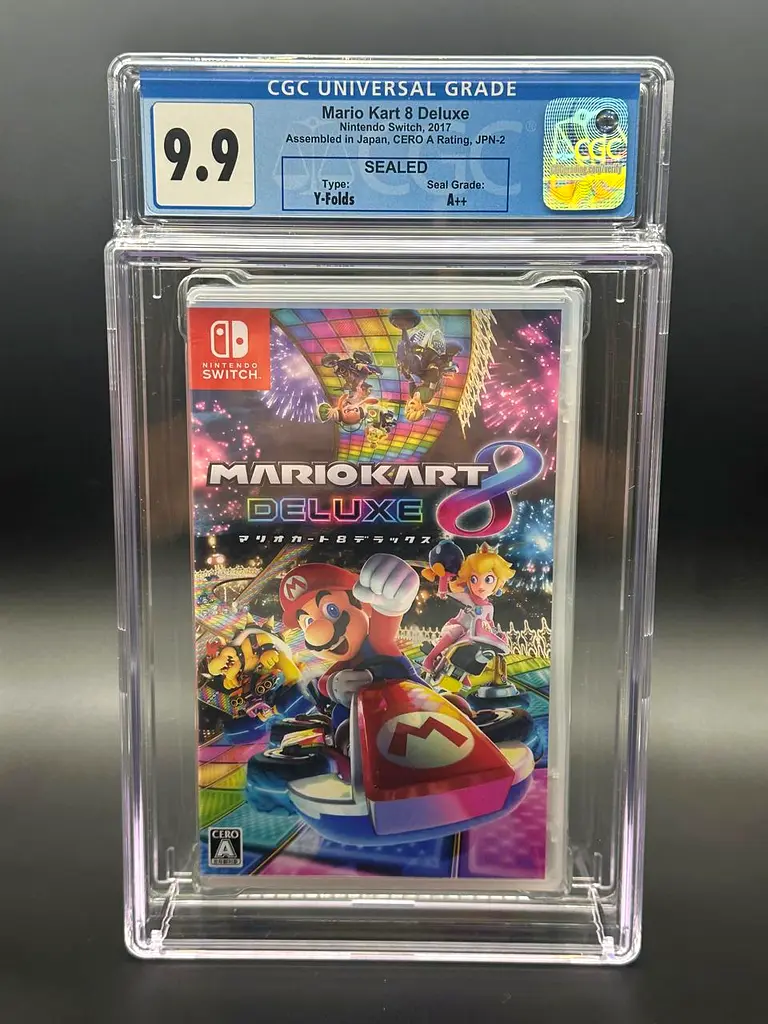 CGC UNIVERSAL GRADE
9.9
Mario Kart 8 Deluxe
Nintendo Switch, 2017
Assembled in Japan, CERO A Rating, JPN-2
SEALED
Type: Seal Grade:
Y-Folds A++
CGC
NINTENDO
SWITCH
MARIOKART 8
DELUXE
マリオカート8デラックス
M
M
CERO
A